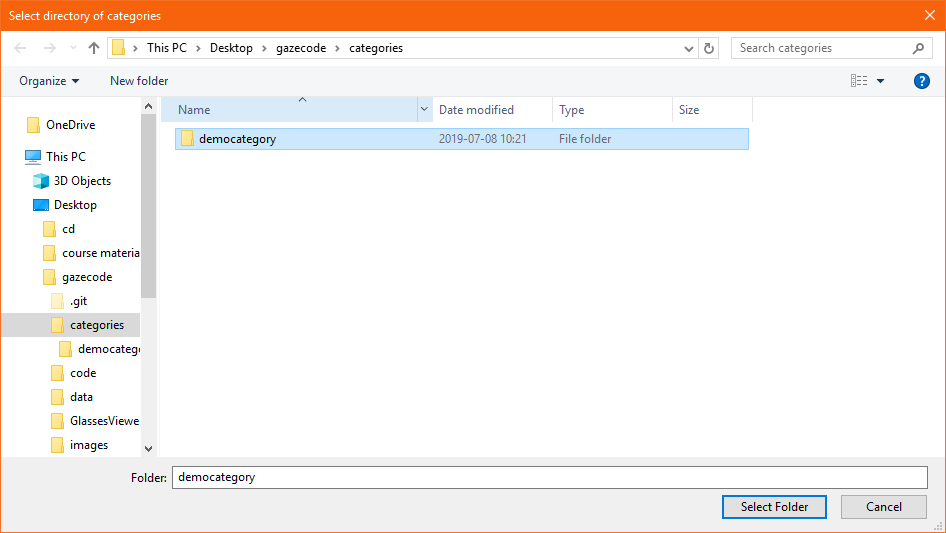 Select directory of categories
This PC > Desktop > gazecode > categories
Search categories
Organize
New folder
?
Name
Date modified
Type
Size
democategory
2019-07-08 10:21
File folder
OneDrive
This PC
3D Objects
Desktop
cd
course materia
gazecode
.git
categories
democatego
code
data
GlassesViewe
images
Folder:
democategory
Select Folder
Cancel